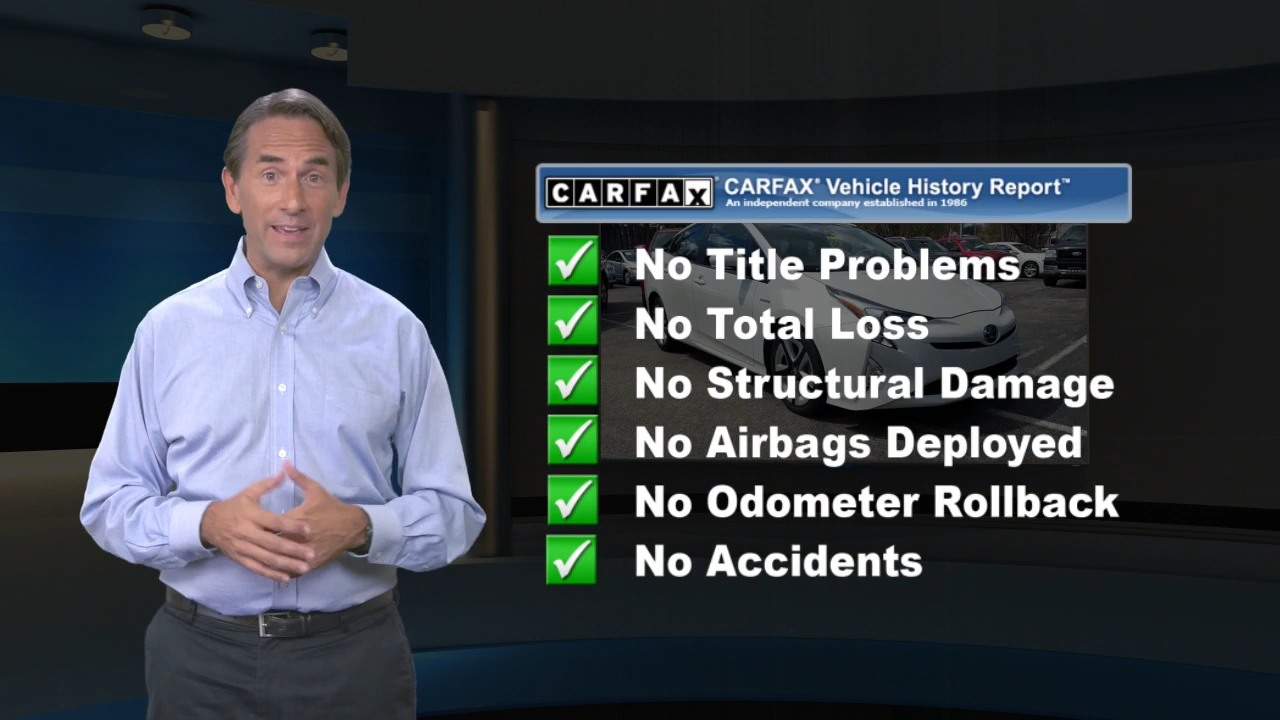 CARFAX® CARFAX® Vehicle History Report™
An independent company established in 1986
No Title Problems
No Total Loss
No Structural Damage
No Airbags Deployed
No Odometer Rollback
No Accidents